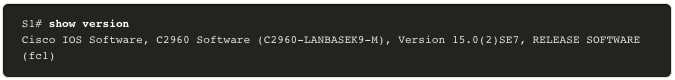 S1# show version
Cisco IOS Software, C2960 Software (C2960-LANBASEK9-M), Version 15.0(2)SE7, RELEASE SOFTWARE
(fc1)